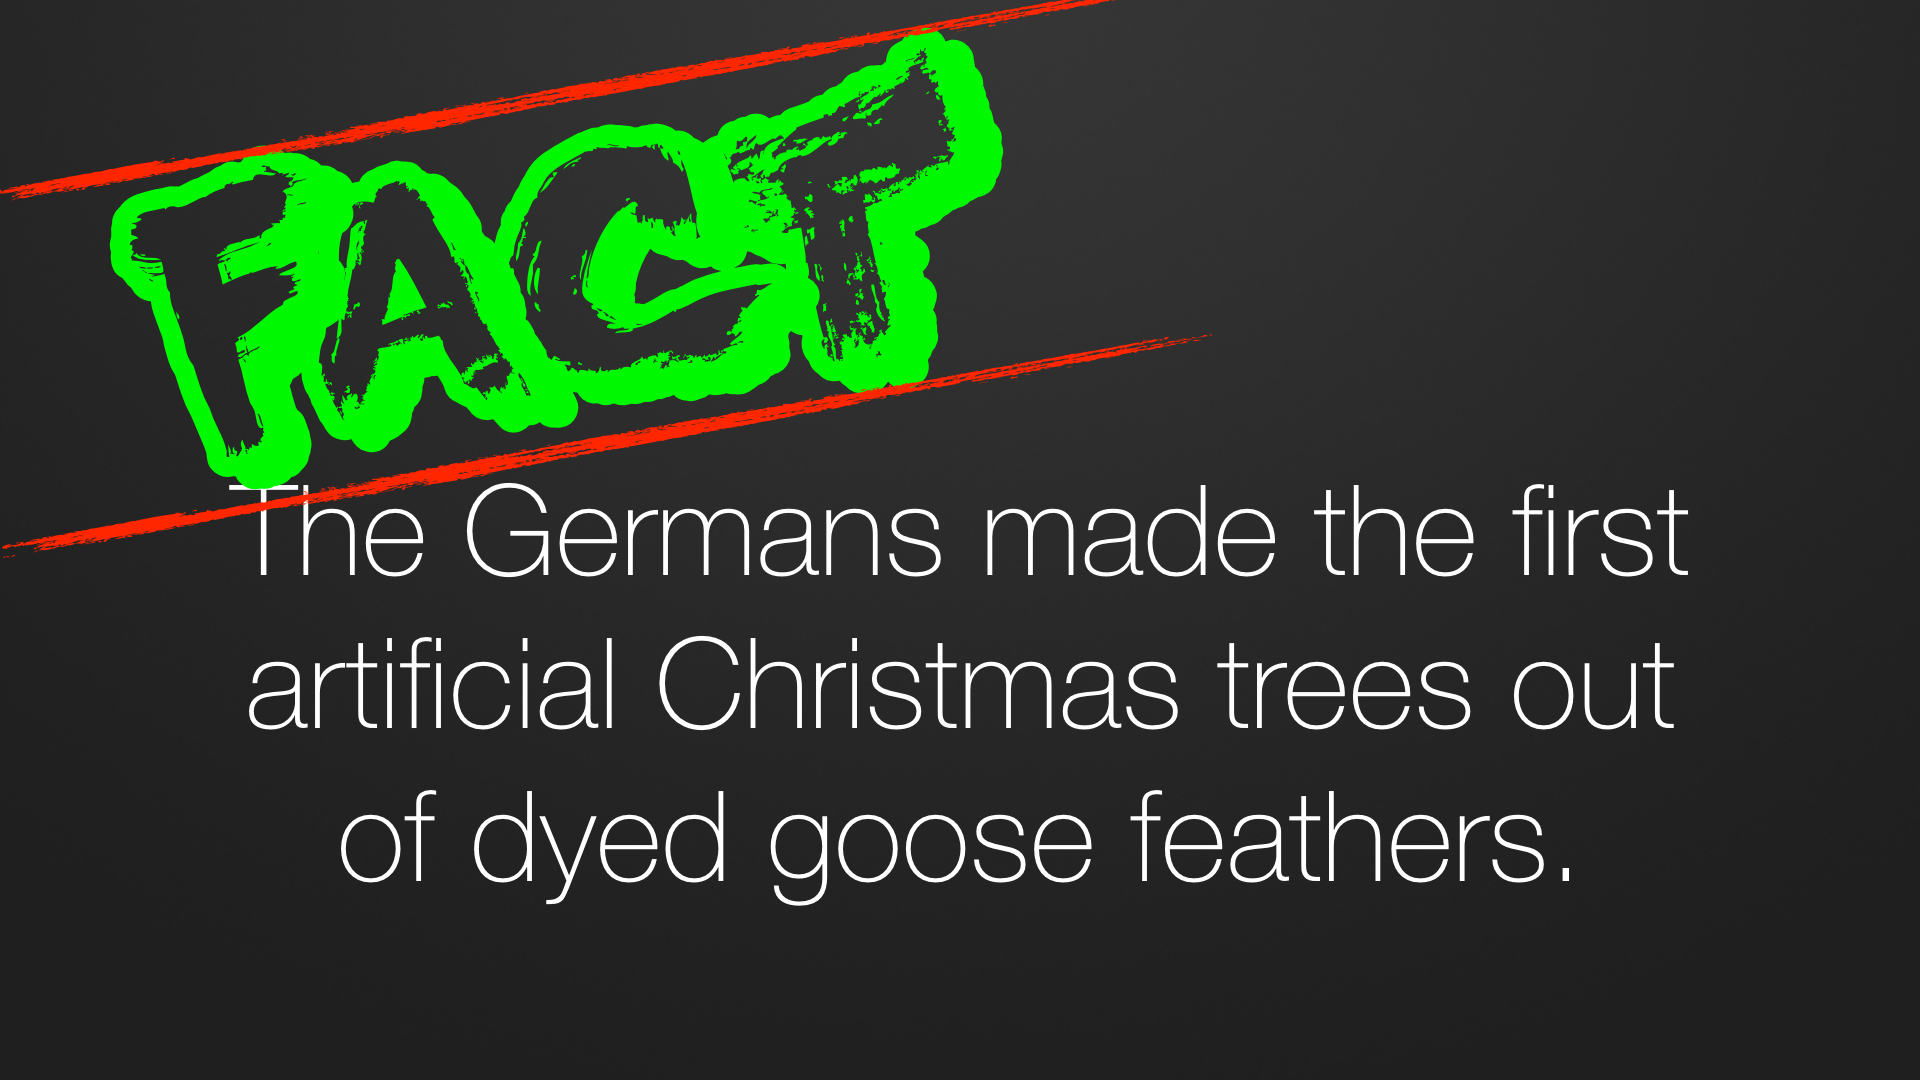 FACT
The Germans made the first
artificial Christmas trees out
of dyed goose feathers.